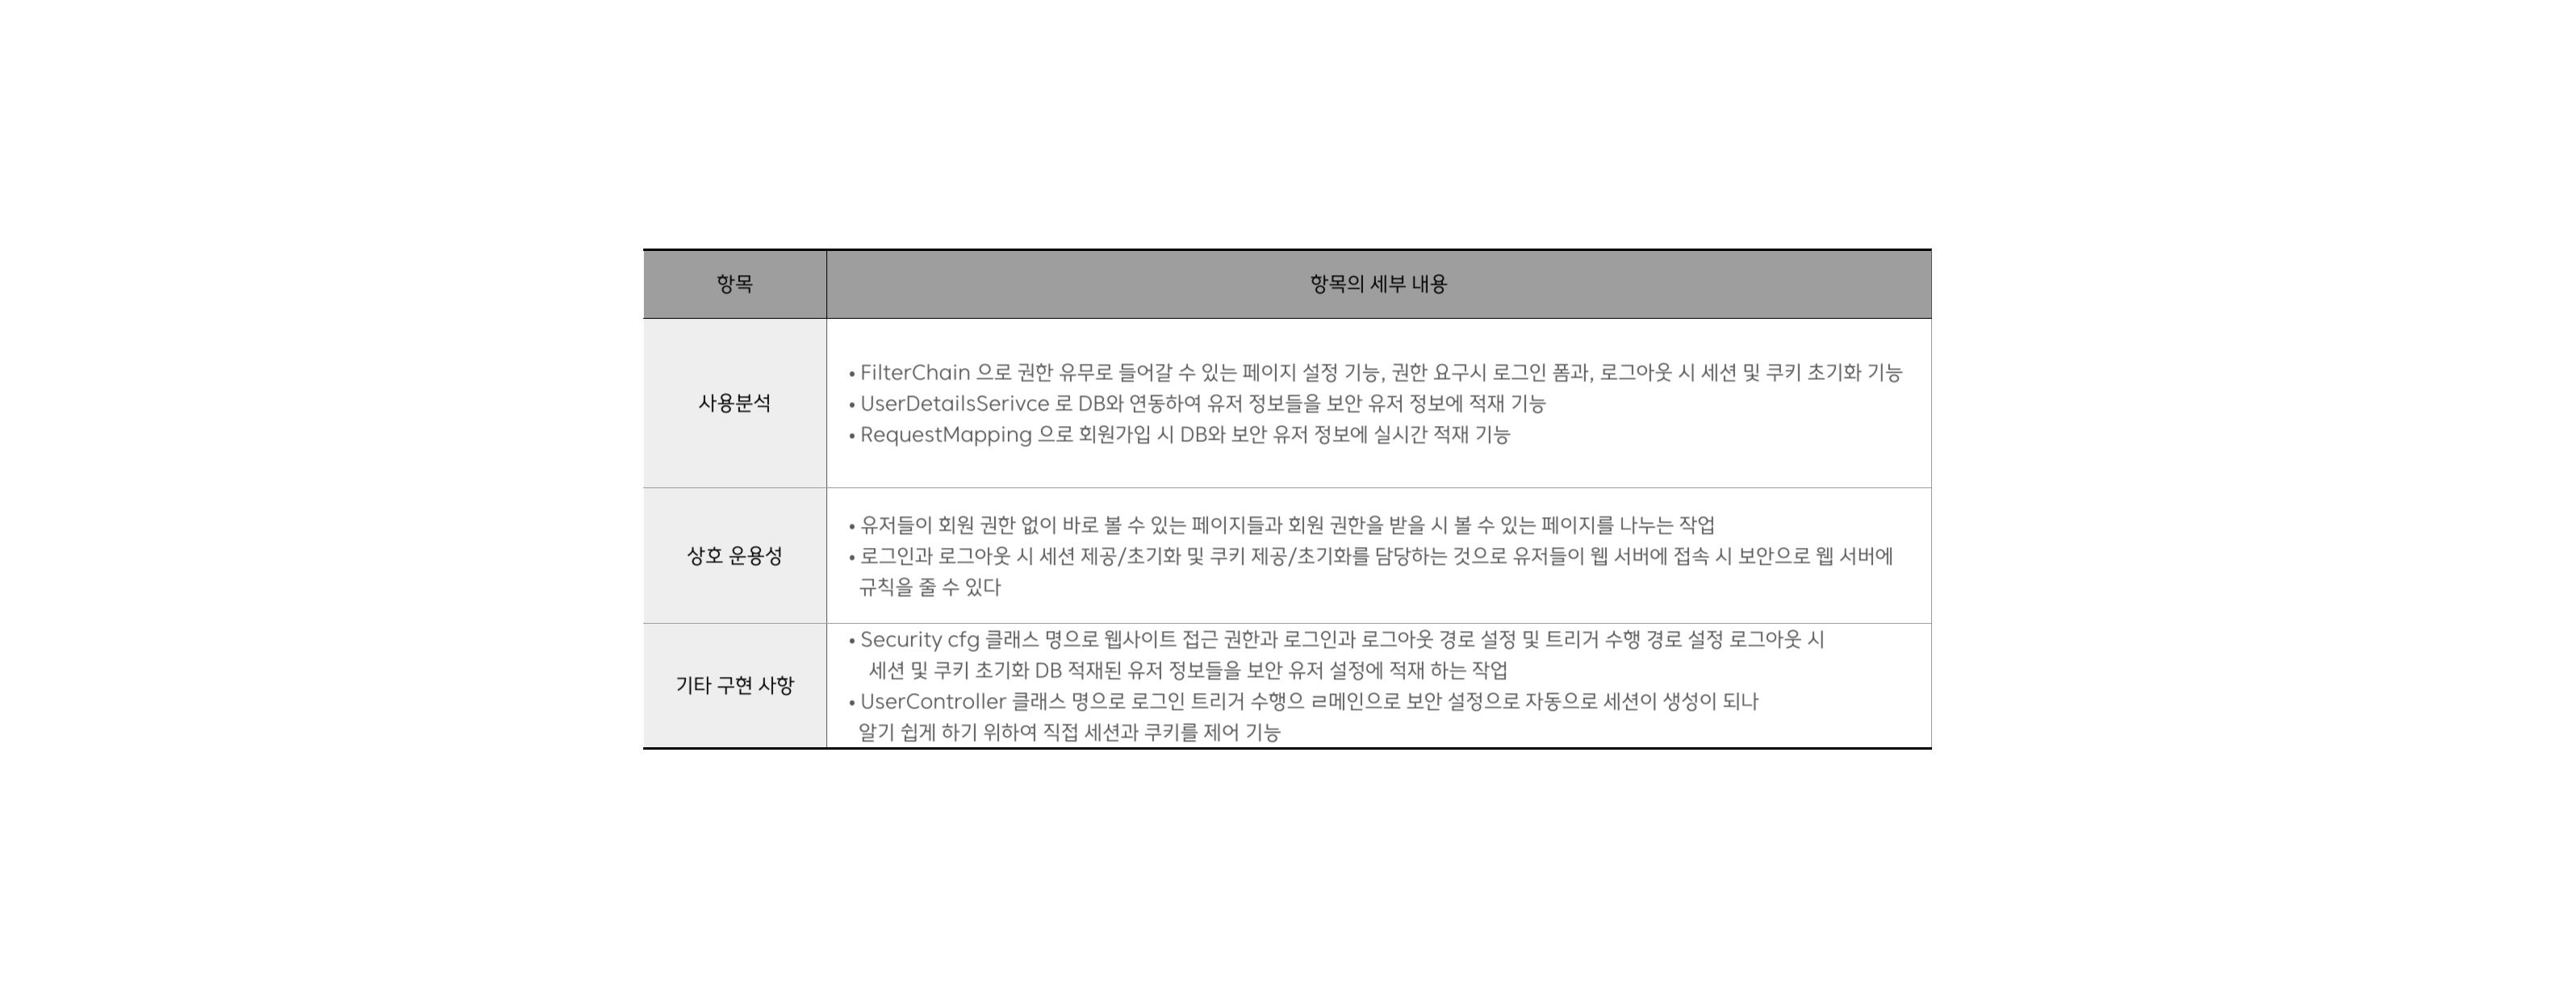 항목
항목의 세부 내용
사용분석
• FilterChain 으로 권한 유무로 들어갈 수 있는 페이지 설정 기능, 권한 요구시 로그인 폼과, 로그아웃 시 세션 및 쿠키 초기화 기능
• UserDetailsSerivce 로 DB와 연동하여 유저 정보들을 보안 유저 정보에 적재 기능
• RequestMapping 으로 회원가입 시 DB와 보안 유저 정보에 실시간 적재 기능
상호 운용성
• 유저들이 회원 권한 없이 바로 볼 수 있는 페이지들과 회원 권한을 받을 시 볼 수 있는 페이지를 나누는 작업
• 로그인과 로그아웃 시 세션 제공/초기화 및 쿠키 제공/초기화를 담당하는 것으로 유저들이 웹 서버에 접속 시 보안으로 웹 서버에
규칙을 줄 수 있다
기타 구현 사항
• Security cfg 클래스 명으로 웹사이트 접근 권한과 로그인과 로그아웃 경로 설정 및 트리거 수행 경로 설정 로그아웃 시
세션 및 쿠키 초기화 DB 적재된 유저 정보들을 보안 유저 설정에 적재 하는 작업
• UserController 클래스 명으로 로그인 트리거 수행으 ㄹ메인으로 보안 설정으로 자동으로 세션이 생성이 되나
알기 쉽게 하기 위하여 직접 세션과 쿠키를 제어 기능